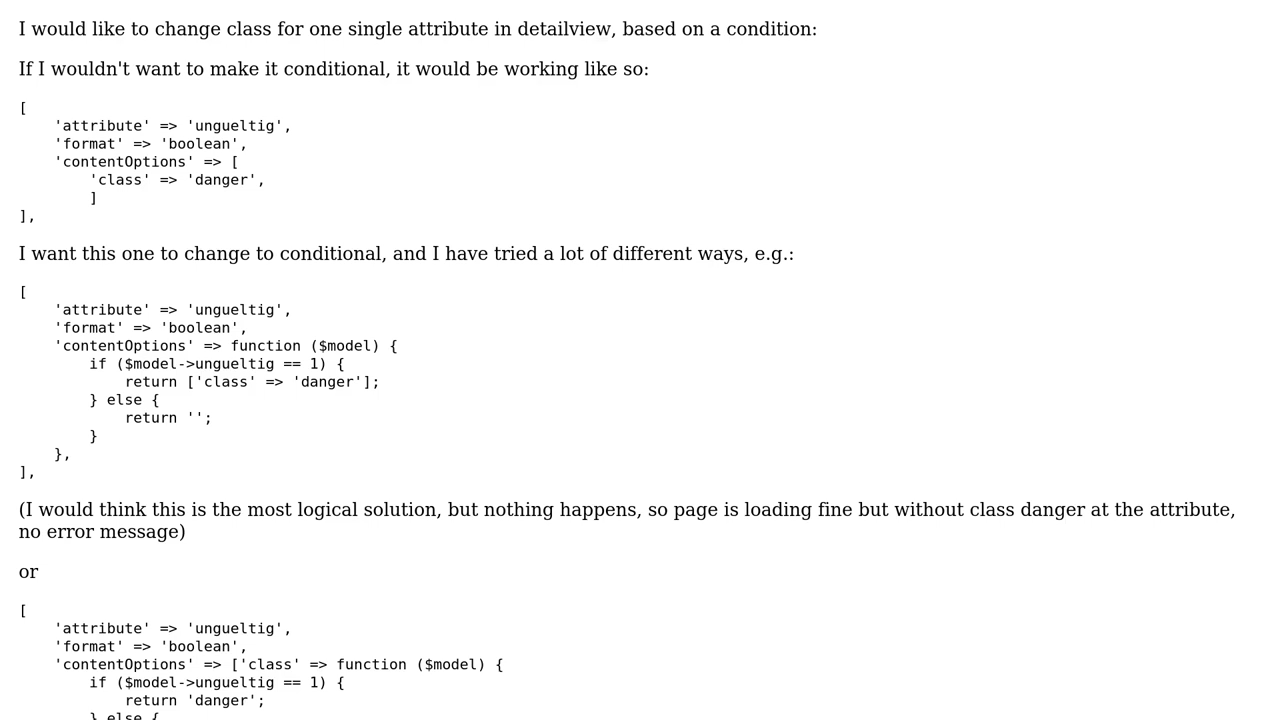 I would like to change class for one single attribute in detailview, based on a condition:
If I wouldn't want to make it conditional, it would be working like so:
[
    'attribute' => 'ungueltig',
    'format' => 'boolean',
    'contentOptions' => [
        'class' => 'danger',
        ]
],
I want this one to change to conditional, and I have tried a lot of different ways, e.g.:
[
    'attribute' => 'ungueltig',
    'format' => 'boolean',
    'contentOptions' => function ($model) {
        if ($model->ungueltig == 1) {
            return ['class' => 'danger'];
        } else {
            return '';
        }
    },
],
(I would think this is the most logical solution, but nothing happens, so page is loading fine but without class danger at the attribute,
no error message)
or
[
    'attribute' => 'ungueltig',
    'format' => 'boolean',
    'contentOptions' => ['class' => function ($model) {
        if ($model->ungueltig == 1) {
            return 'danger';
        } else {